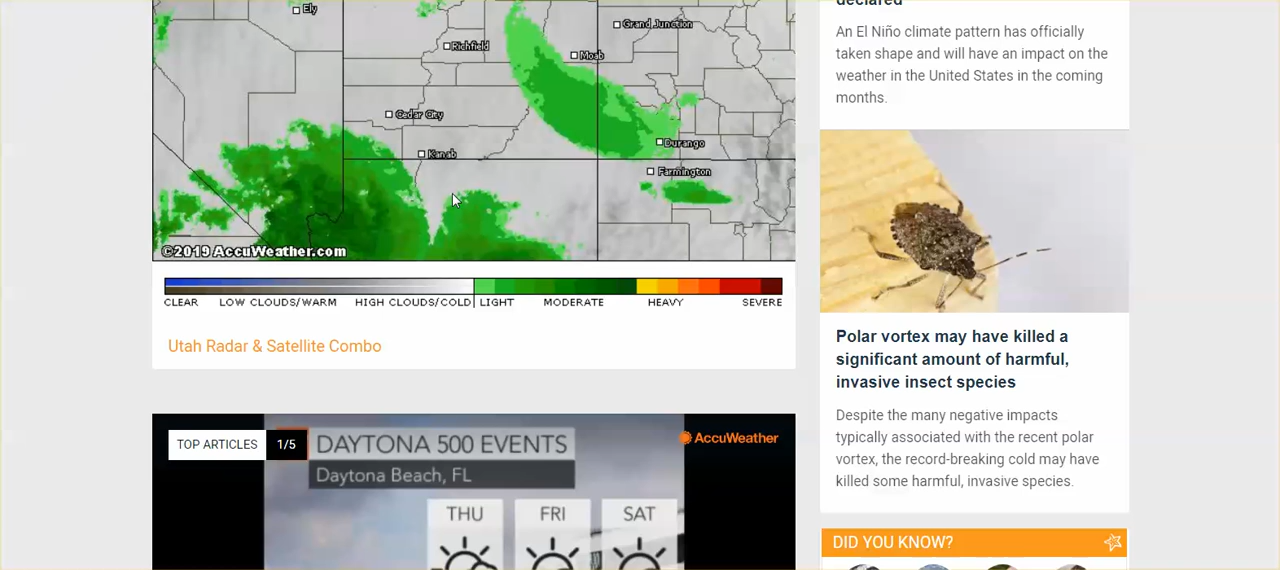 Ely
Grand Junction
Richfield
Moab
Cedar City
Durango
Kanab
Farmington
©2019 AccuWeather.com
CLEAR LOW CLOUDS/WARM HIGH CLOUDS/COLD LIGHT MODERATE HEAVY SEVERE
Utah Radar & Satellite Combo
TOP ARTICLES 1/5
DAYTONA 500 EVENTS
Daytona Beach, FL
AccuWeather
THU FRI SAT
declared
An El Niño climate pattern has officially
taken shape and will have an impact on the
weather in the United States in the coming
months.
Polar vortex may have killed a
significant amount of harmful,
invasive insect species
Despite the many negative impacts
typically associated with the recent polar
vortex, the record-breaking cold may have
killed some harmful, invasive species.
DID YOU KNOW?